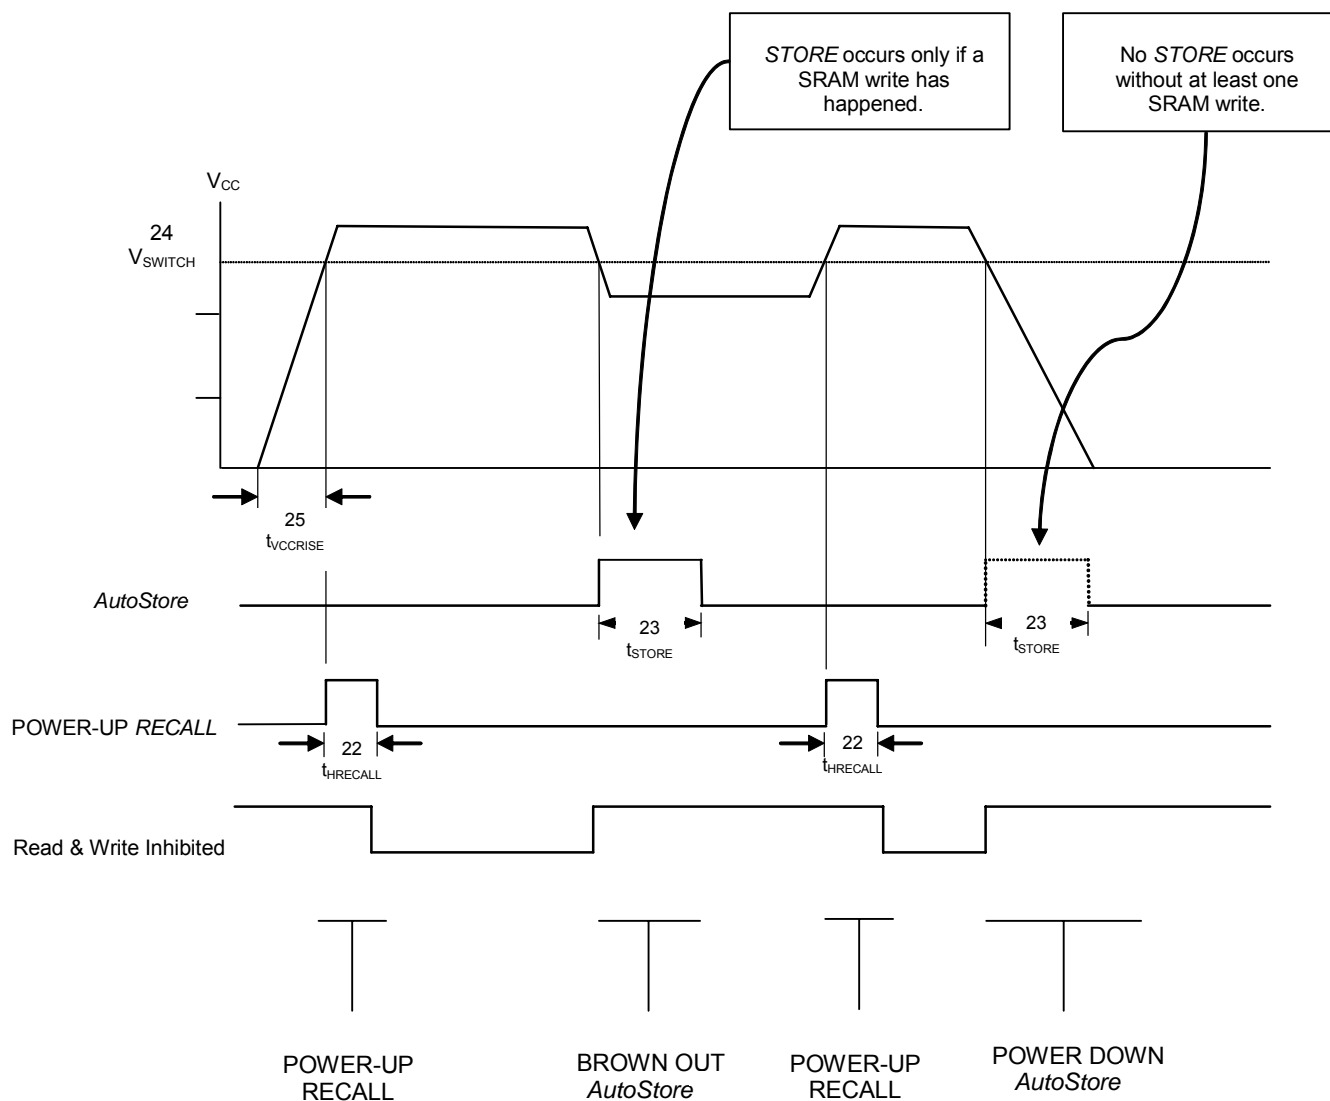 STORE occurs only if a
SRAM write has
happened.
No STORE occurs
without at least one
SRAM write.
VCC
24
VSWITCH
25
tVCCRISE
AutoStore
23
tSTORE
23
tSTORE
POWER-UP RECALL
22
tHRECALL
22
tHRECALL
Read & Write Inhibited
POWER-UP
RECALL
BROWN OUT
AutoStore
POWER-UP
RECALL
POWER DOWN
AutoStore